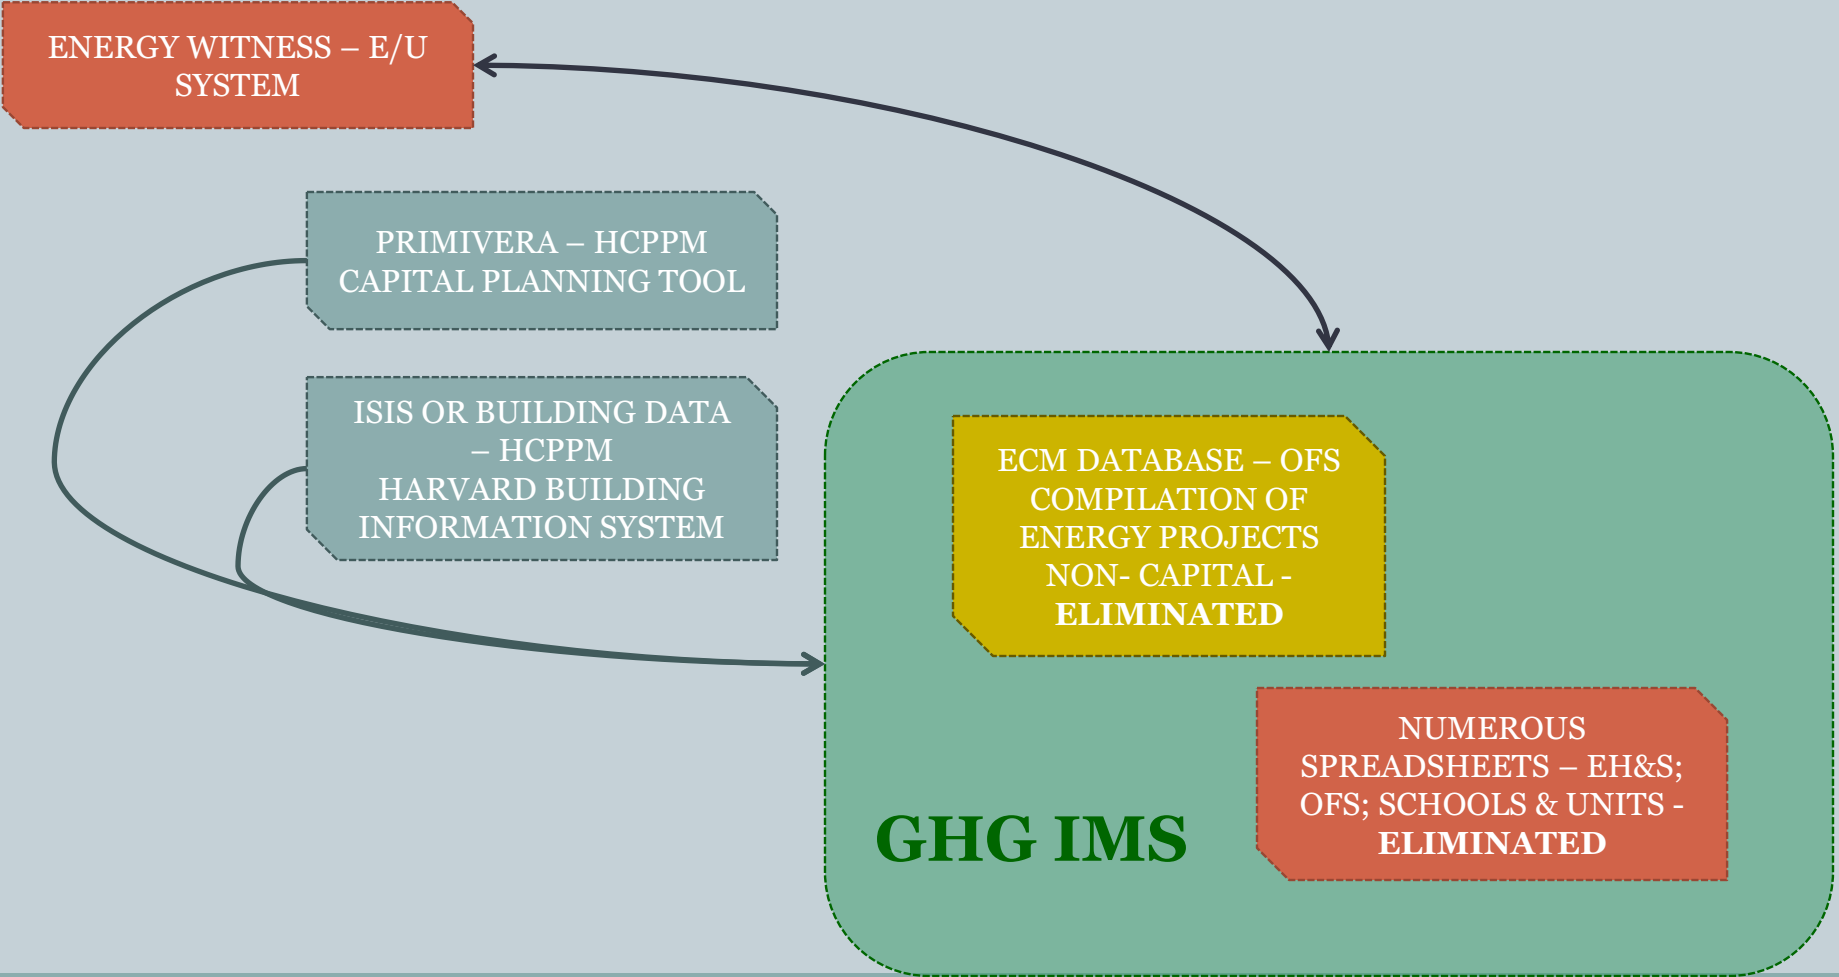 ENERGY WITNESS – E/U
SYSTEM
PRIMIVERA – HCPPM
CAPITAL PLANNING TOOL
ISIS OR BUILDING DATA
– HCPPM
HARVARD BUILDING
INFORMATION SYSTEM
ECM DATABASE – OFS
COMPILATION OF
ENERGY PROJECTS
NON- CAPITAL -
ELIMINATED
NUMEROUS
SPREADSHEETS – EH&S;
OFS; SCHOOLS & UNITS -
ELIMINATED
GHG IMS